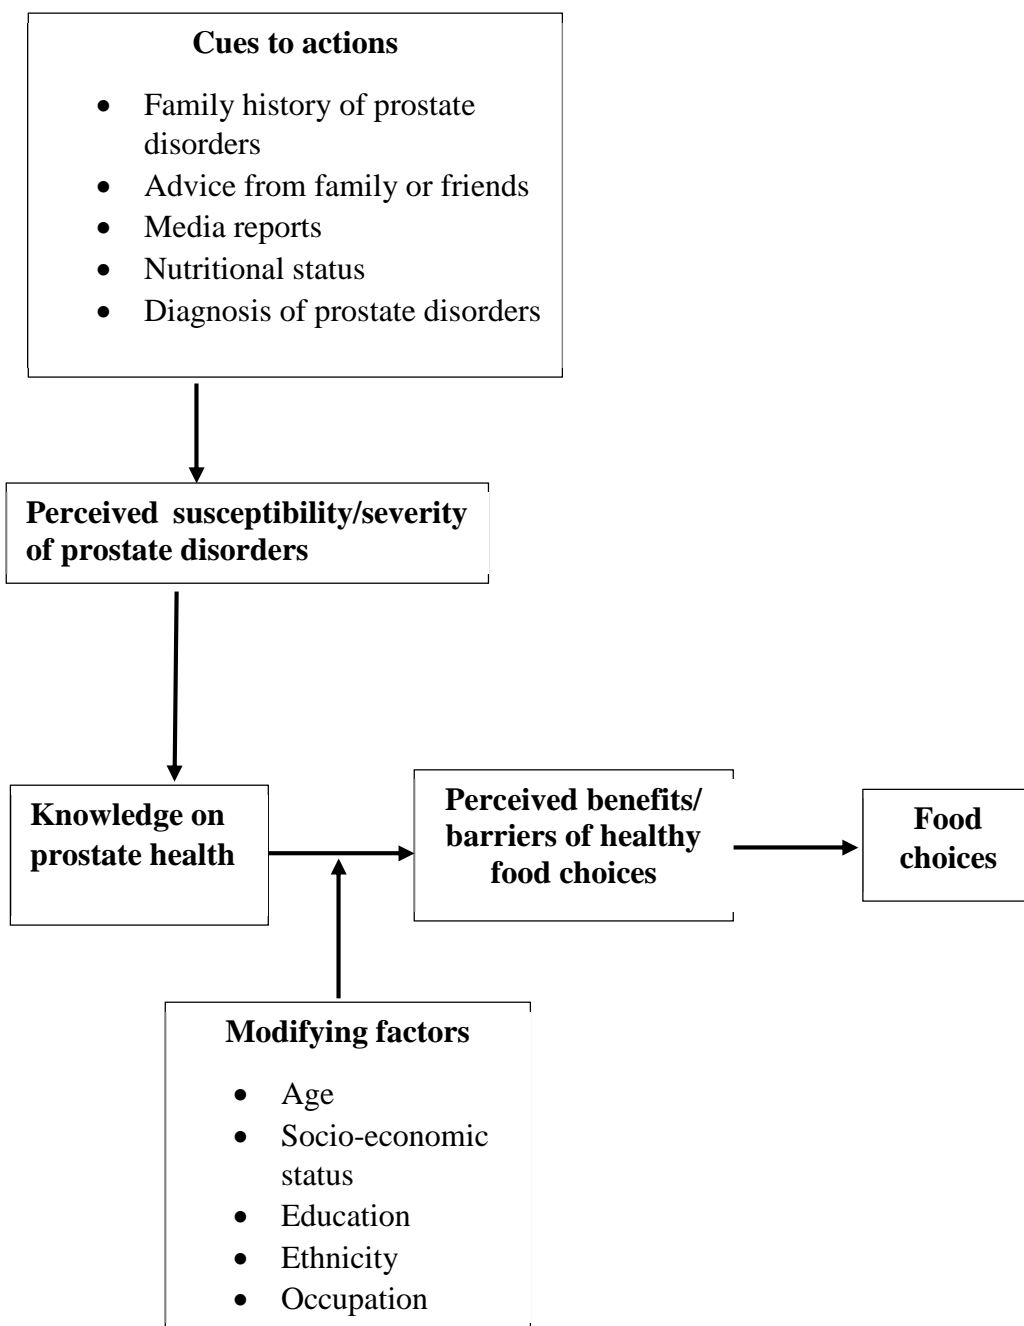 Cues to actions
• Family history of prostate
disorders
• Advice from family or friends
• Media reports
• Nutritional status
• Diagnosis of prostate disorders
Perceived susceptibility/severity
of prostate disorders
Knowledge on
prostate health
Perceived benefits/
barriers of healthy
food choices
Food
choices
Modifying factors
• Age
• Socio-economic
status
• Education
• Ethnicity
• Occupation